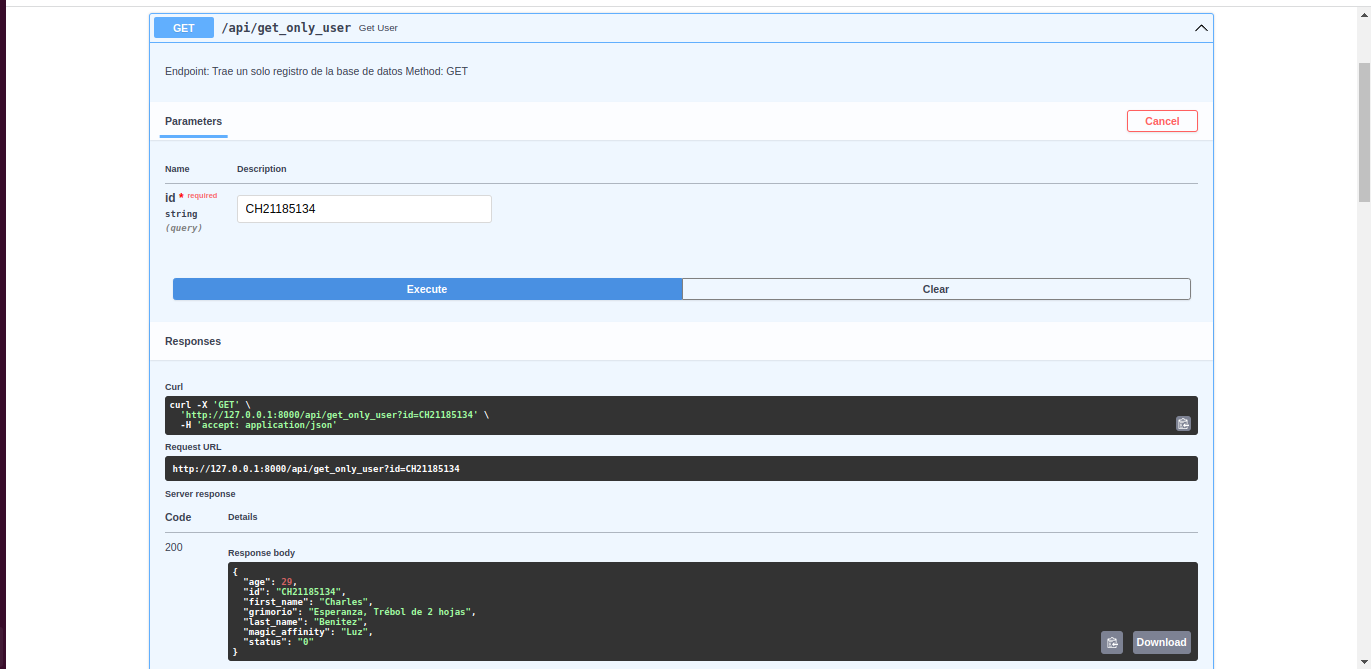 GET /api/get_only_user Get User
Endpoint: Trae un solo registro de la base de datos Method: GET
Parameters
Cancel
Name Description
id * required
string
(query)
CH21185134
Execute Clear
Responses
Curl
curl -X 'GET' \
'http://127.0.0.1:8000/api/get_only_user?id=CH21185134' \
-H 'accept: application/json'
Request URL
http://127.0.0.1:8000/api/get_only_user?id=CH21185134
Server response
Code Details
200
Response body
{
"age": 29,
"id": "CH21185134",
"first_name": "Charles",
"grimorio": "Esperanza, Trébol de 2 hojas",
"last_name": "Benitez",
"magic_affinity": "Luz",
"status": "0"
}
Download